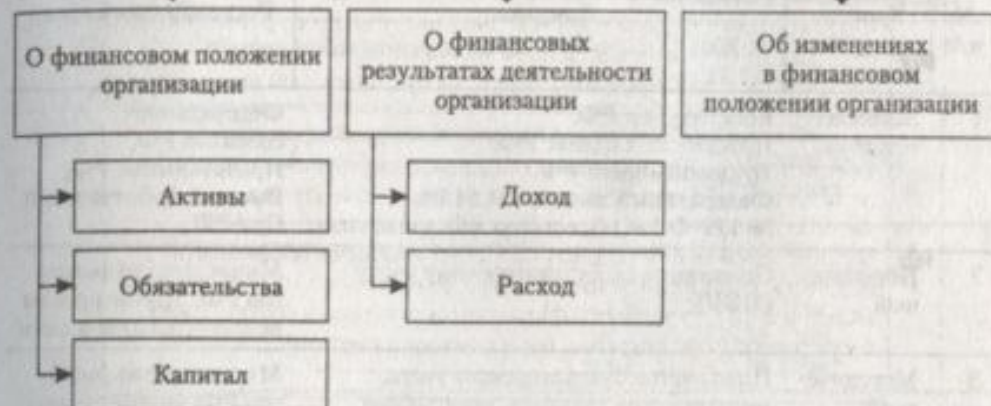 О финансовом положении
организации
О финансовых
результатах деятельности
организации
Об изменениях
в финансовом
положении организации
Активы
Обязательства
Капитал
Доход
Расход